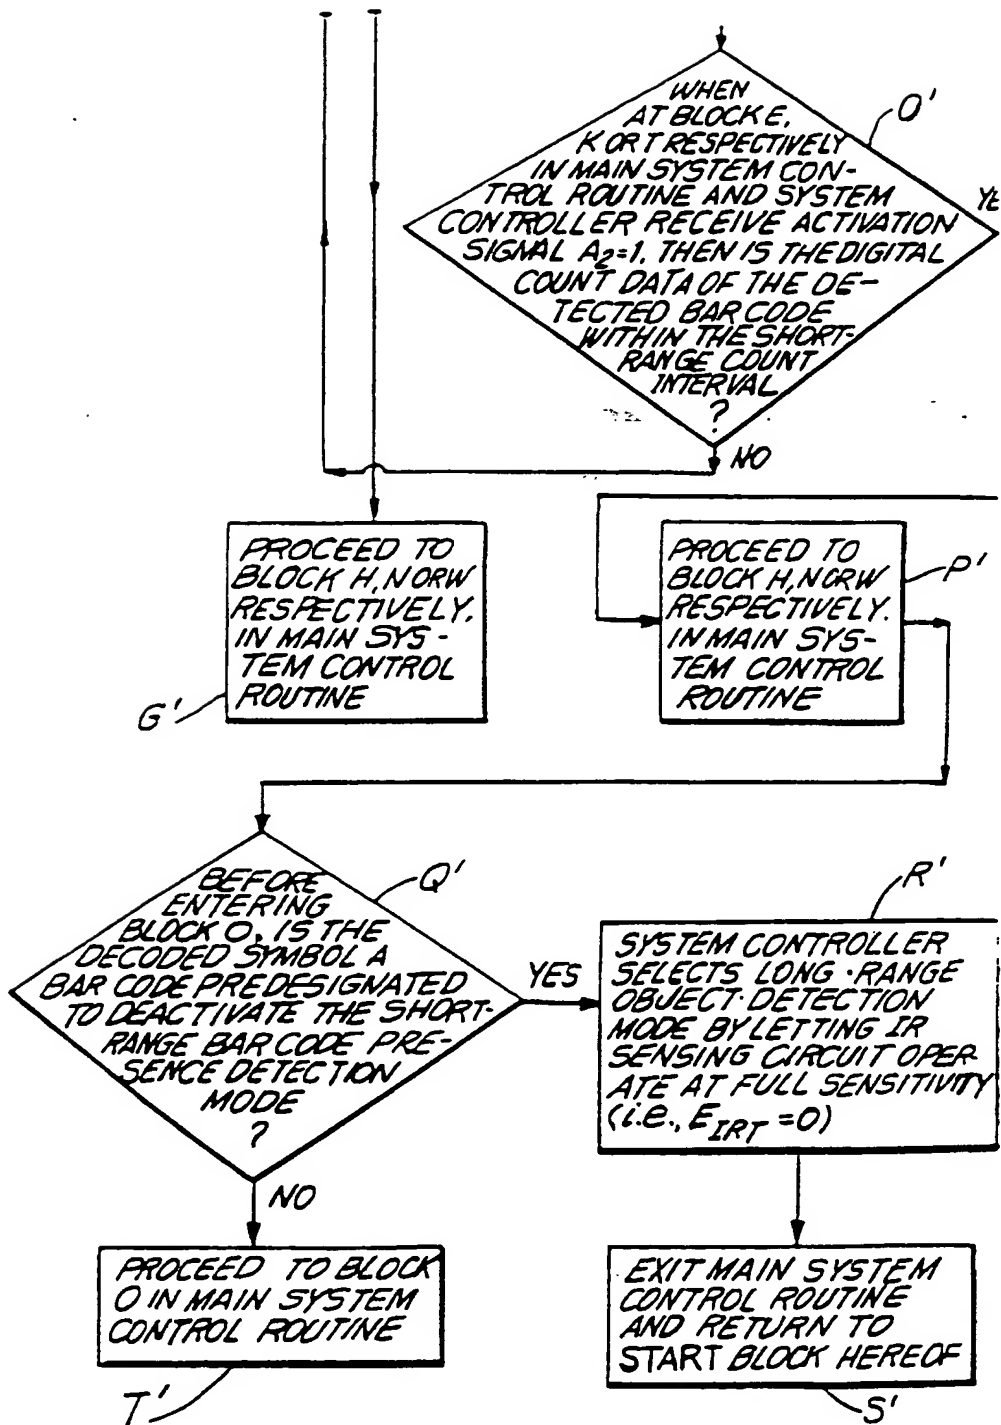 WHEN
AT BLOCK E,
K OR T RESPECTIVELY
IN MAIN SYSTEM CON-
TROL ROUTINE AND SYSTEM
CONTROLLER RECEIVE ACTIVATION
SIGNAL A2=1, THEN IS THE DIGITAL
COUNT DATA OF THE DE-
TECTED BAR CODE
WITHIN THE SHORT-
RANGE COUNT
INTERVAL
?
O'
YE
NO
PROCEED TO
BLOCK H, N OR W
RESPECTIVELY,
IN MAIN SYS-
TEM CONTROL
ROUTINE
G'
PROCEED TO
BLOCK H, N OR W
RESPECTIVELY.
IN MAIN SYS-
TEM CONTROL
ROUTINE
P'
BEFORE
ENTERING
BLOCK O, IS THE
DECODED SYMBOL A
BAR CODE PREDESIGNATED
TO DEACTIVATE THE SHORT-
RANGE BAR CODE PRE-
SENCE DETECTION
MODE
?
Q'
YES
NO
R'
SYSTEM CONTROLLER
SELECTS LONG-RANGE
OBJECT DETECTION
MODE BY LETTING IR
SENSING CIRCUIT OPER-
ATE AT FULL SENSITIVITY
(i.e., EIRT =0)
PROCEED TO BLOCK
O IN MAIN SYSTEM
CONTROL ROUTINE
T'
EXIT MAIN SYSTEM
CONTROL ROUTINE
AND RETURN TO
START BLOCK HEREOF
S'